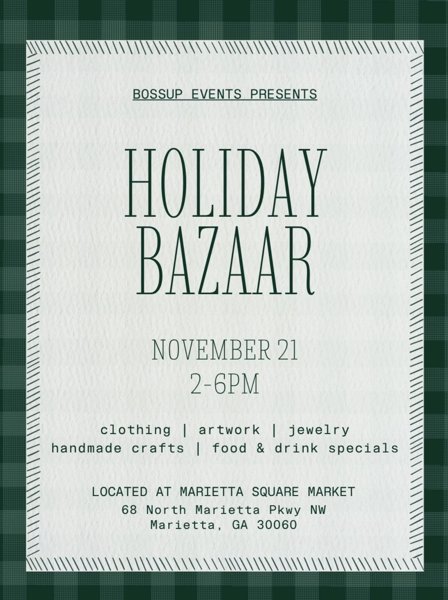 BOSSUP EVENTS PRESENTS
HOLIDAY
BAZAAR
NOVEMBER 21
2-6PM
clothing | artwork | jewelry
handmade crafts | food & drink specials
LOCATED AT MARIETTA SQUARE MARKET
68 North Marietta Pkwy NW
Marietta, GA 30060